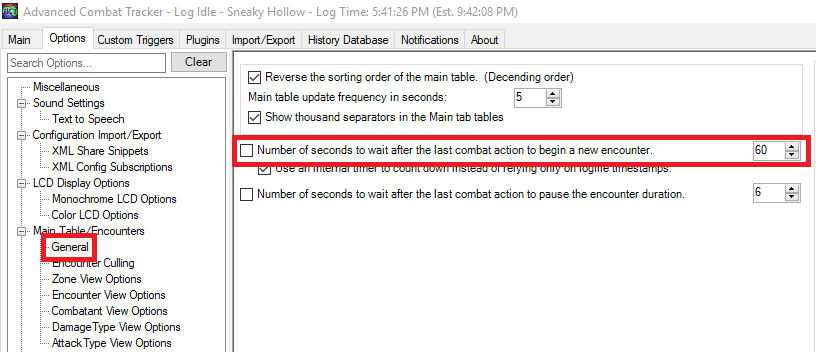 Advanced Combat Tracker - Log Idle - Sneaky Hollow - Log Time: 5:41:26 PM (Est. 9:42:08 PM)
Main Options Custom Triggers Plugins Import/Export History Database Notifications About
Search Options... Clear
Miscellaneous
Sound Settings
Text to Speech
Configuration Import/Export
XML Share Snippets
XML Config Subscriptions
LCD Display Options
Monochrome LCD Options
Color LCD Options
Main Table/Encounters
General
Encounter Culling
Zone View Options
Encounter View Options
Combatant View Options
DamageType View Options
AttackType View Options
Reverse the sorting order of the main table. (Decending order)
Main table update frequency in seconds: 5
Show thousand separators in the Main tab tables
Number of seconds to wait after the last combat action to begin a new encounter. 60
Use an internal timer to count down instead of relying only on logfile timestamps.
Number of seconds to wait after the last combat action to pause the encounter duration. 6